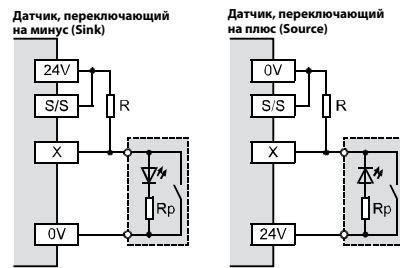 Датчик, переключающий
на минус (Sink)
24V
S/S
R
X
Rp
0V
Датчик, переключающий
на плюс (Source)
0V
S/S
R
X
Rp
24V